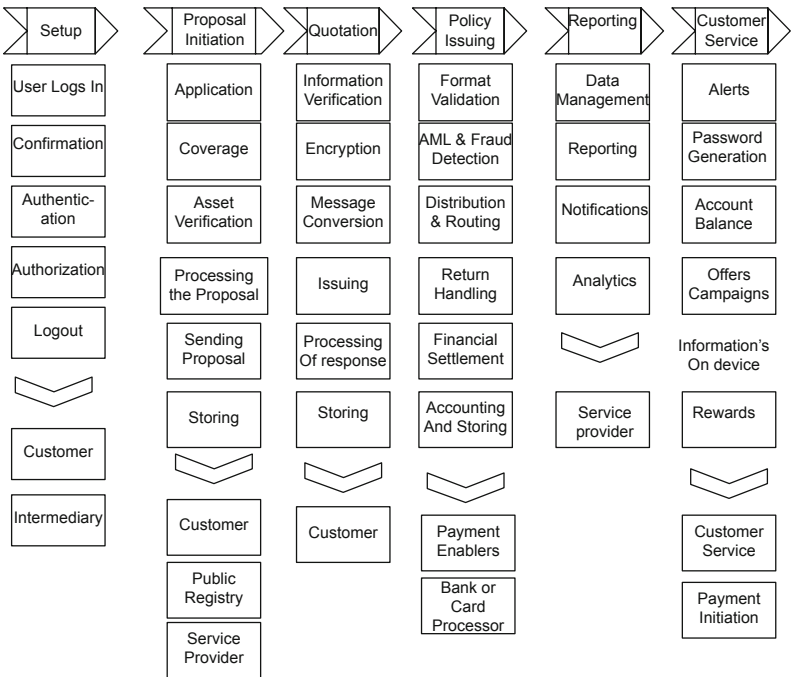 Setup
User Logs In
Confirmation
Authentic-
ation
Authorization
Logout
Customer
Intermediary
Proposal
Initiation
Application
Coverage
Asset
Verification
Processing
the Proposal
Sending
Proposal
Storing
Customer
Public
Registry
Service
Provider
Quotation
Information
Verification
Encryption
Message
Conversion
Issuing
Processing
Of response
Storing
Customer
Policy
Issuing
Format
Validation
AML & Fraud
Detection
Distribution
& Routing
Return
Handling
Financial
Settlement
Accounting
And Storing
Payment
Enablers
Bank or
Card
Processor
Reporting
Data
Management
Reporting
Notifications
Analytics
Service
provider
Customer
Service
Alerts
Password
Generation
Account
Balance
Offers
Campaigns
Information's
On device
Rewards
Customer
Service
Payment
Initiation